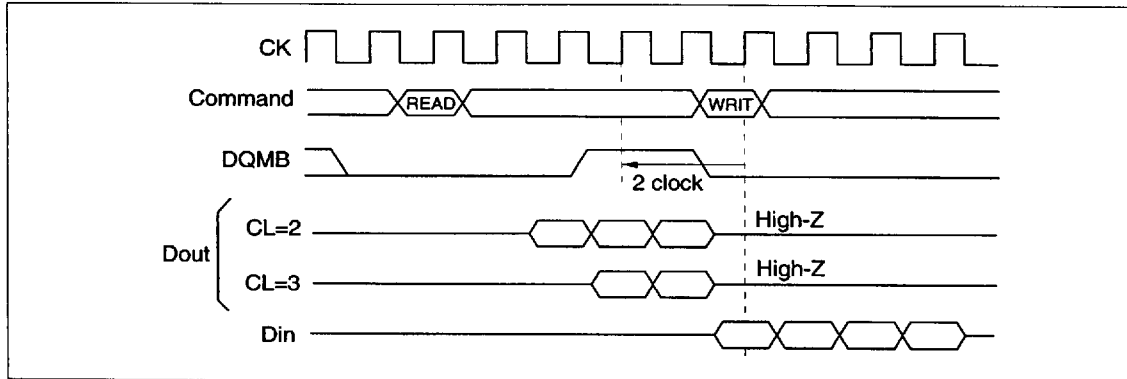 CK
Command READ WRIT
DQMB
2 clock
CL=2 High-Z
Dout
CL=3 High-Z
Din